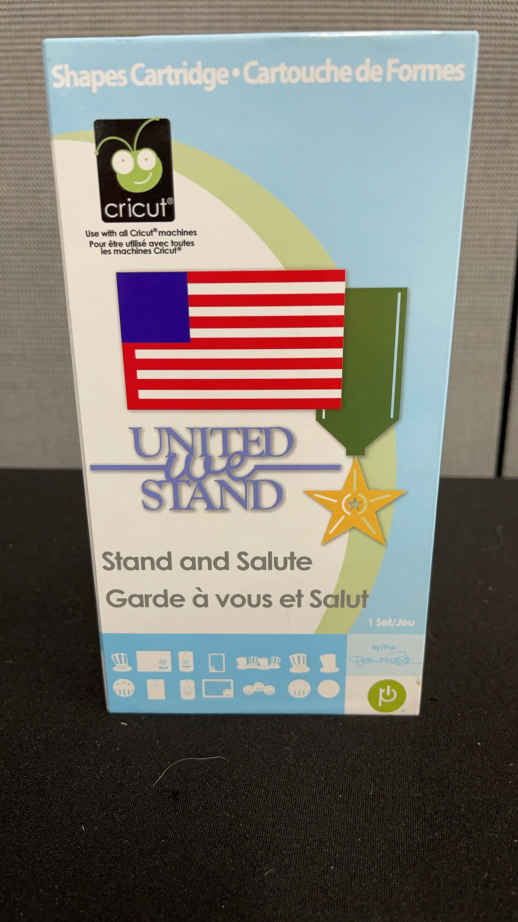 Shapes Cartridge • Cartouche de Formes
cricut®
Use with all Cricut® machines
Pour être utilisé avec toutes
les machines Cricut®
UNITED
we
STAND
Stand and Salute
Garde à vous et Salut
1 Set/Jeu